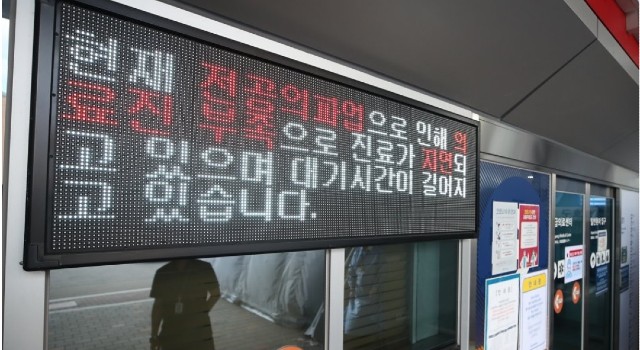 현재 전공의파업으로 인해 의
료진 부족으로 진료가 지연되
고 있으며 대기시간이 길어지
고 있습니다.